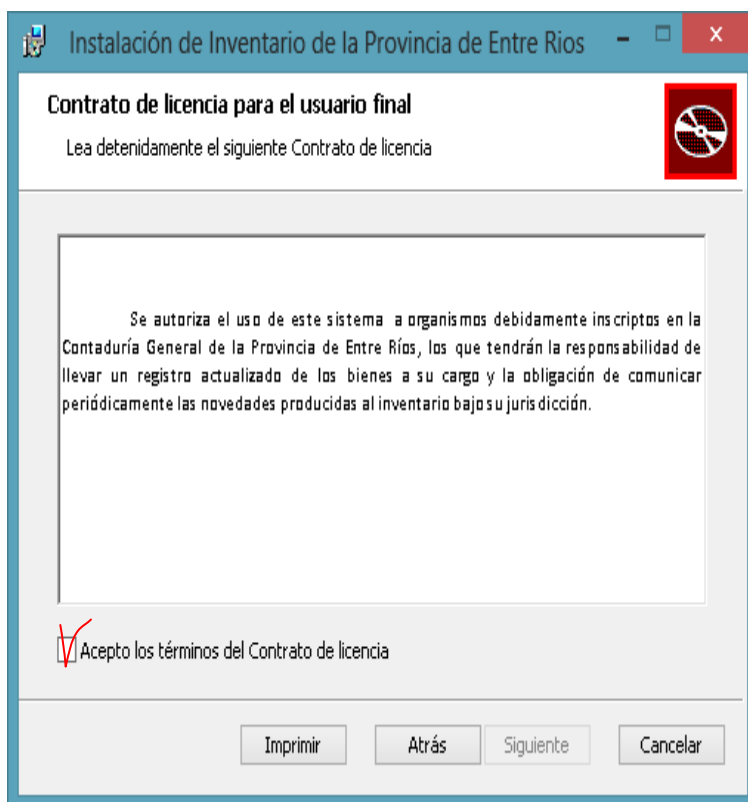 Instalación de Inventario de la Provincia de Entre Rios
Contrato de licencia para el usuario final
Lea detenidamente el siguiente Contrato de licencia
Se autoriza el uso de este sistema a organismos debidamente inscriptos en la
Contaduría General de la Provincia de Entre Ríos, los que tendrán la responsabilidad de
llevar un registro actualizado de los bienes a su cargo y la obligación de comunicar
periódicamente las novedades producidas al inventario bajo su jurisdicción.
Acepto los términos del Contrato de licencia
Imprimir Atrás Siguiente Cancelar